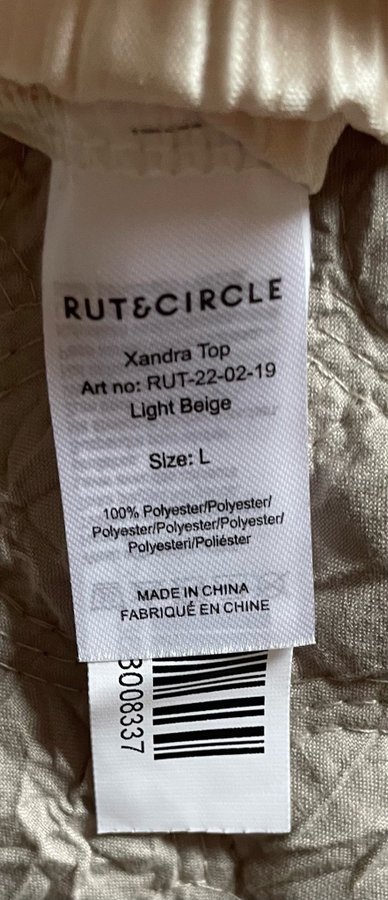 RUT&CIRCLE
Xandra Top
Art no: RUT-22-02-19
Light Beige
Size: L
100% Polyester/Polyester/
Polyester/Polyester/Polyester/
Polyesteri/Poliéster
MADE IN CHINA
FABRIQUÉ EN CHINE
B008337